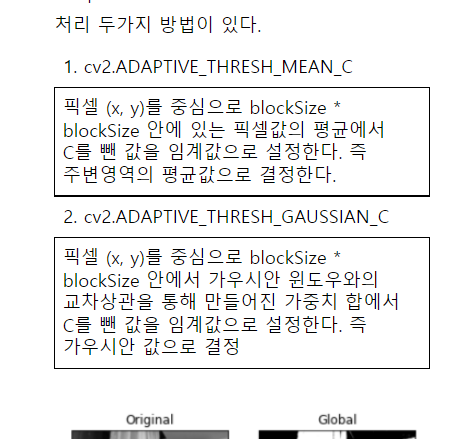 처리 두가지 방법이 있다.
1. cv2.ADAPTIVE_THRESH_MEAN_C
픽셀 (x, y)를 중심으로 blockSize *
blockSize 안에 있는 픽셀값의 평균에서
C를 뺀 값을 임계값으로 설정한다. 즉
주변영역의 평균값으로 결정한다.
2. cv2.ADAPTIVE_THRESH_GAUSSIAN_C
픽셀 (x, y)를 중심으로 blockSize *
blockSize 안에서 가우시안 윈도우와의
교차상관을 통해 만들어진 가중치 합에서
C를 뺀 값을 임계값으로 설정한다. 즉
가우시안 값으로 결정
Original
Global